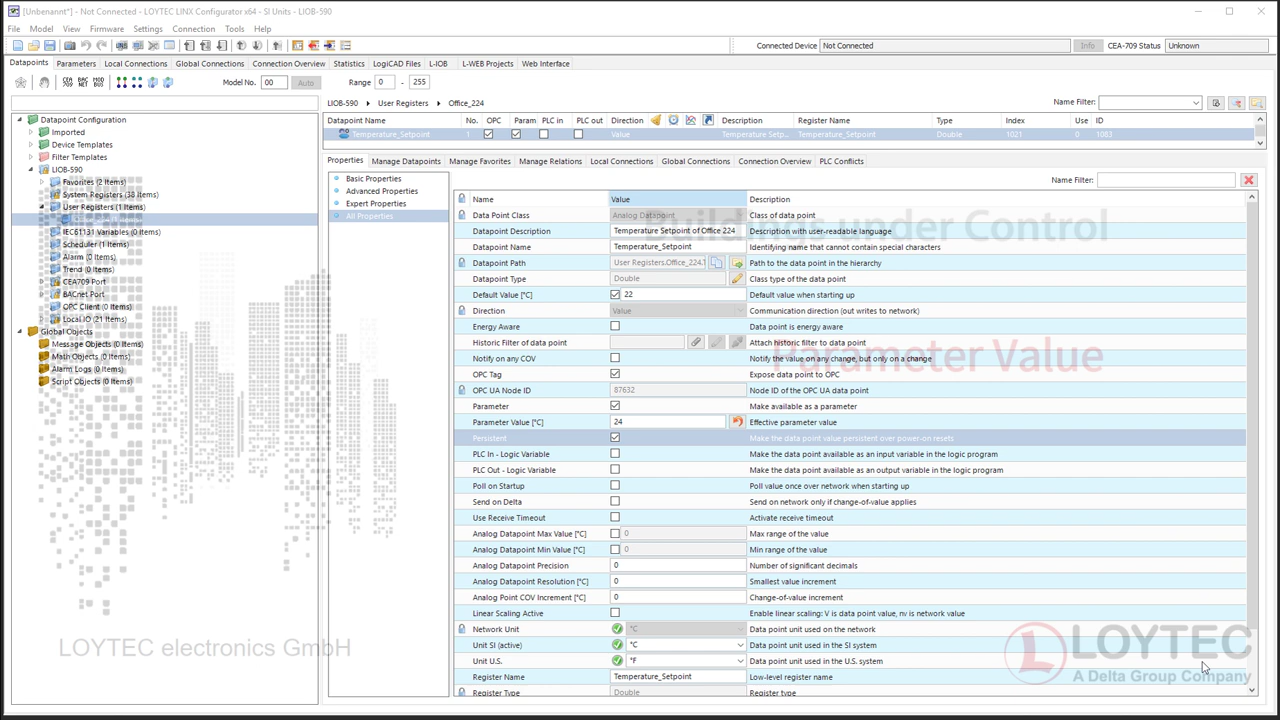 [Unbenannt*] - Not Connected - LOYTEC LINX Configurator x64 - SI Units - LIOB-590
File Model View Firmware Settings Connection Tools Help
Connected Device Not Connected Info CEA-709 Status Unknown
Datapoints Parameters Local Connections Global Connections Connection Overview Statistics LogiCAD Files L-IOB L-WEB Projects Web Interface
CEA 709 BAC NET MOD BUS Model No. 00 Auto Range 0 - 255
LIOB-590 User Registers Office_224 Name Filter:
Datapoint Name No. OPC Param PLC in PLC out Direction Description Register Name Type Index Use ID
Temperature_Setpoint 1 Value Temperature Setp... Temperature_Setpoint Double 1021 0 1083
Datapoint Configuration
Imported
Device Templates
Filter Templates
LIOB-590
Favorites (2 Items)
System Registers (38 Items)
User Registers (1 Items)
IEC61131 Variables (0 Items)
Scheduler (1 Items)
Alarm (0 Items)
Trend (0 Items)
CEA709 Port
BACnet Port
OPC Client (0 Items)
Local IO (21 Items)
Global Objects
Message Objects (0 Items)
Math Objects (0 Items)
Alarm Logs (0 Items)
Script Objects (0 Items)
Properties Manage Datapoints Manage Favorites Manage Relations Local Connections Global Connections Connection Overview PLC Conflicts
Basic Properties
Advanced Properties
Expert Properties
All Properties
Name Filter:
Name Value Description
Data Point Class Analog Datapoint Class of data point
Datapoint Description Temperature Setpoint of Office 224 Description with user-readable language
Datapoint Name Temperature_Setpoint Identifying name that cannot contain special characters
Datapoint Path User Registers.Office_224.T Path to the data point in the hierarchy
Datapoint Type Double Class type of the data point
Default Value [°C] 22 Default value when starting up
Direction Value Communication direction (out writes to network)
Energy Aware Data point is energy aware
Historic Filter of data point Attach historic filter to data point
Notify on any COV Notify the value on any change, but only on a change
OPC Tag Expose data point to OPC
OPC UA Node ID 87632 Node ID of the OPC UA data point
Parameter Make available as a parameter
Parameter Value [°C] 24 Effective parameter value
Persistent Make the data point value persistent over power-on resets
PLC In - Logic Variable Make the data point available as an input variable in the logic program
PLC Out - Logic Variable Make the data point available as an output variable in the logic program
Poll on Startup Poll value once over network when starting up
Send on Delta Send on network only if change-of-value applies
Use Receive Timeout Activate receive timeout
Analog Datapoint Max Value [°C] 0 Max range of the value
Analog Datapoint Min Value [°C] 0 Min range of the value
Analog Datapoint Precision 0 Number of significant decimals
Analog Datapoint Resolution [°C] 0 Smallest value increment
Analog Point COV Increment [°C] 0 Change-of-value increment
Linear Scaling Active Enable linear scaling: V is data point value, nv is network value
Network Unit °C Data point unit used on the network
Unit SI (active) °C Data point unit used in the SI system
Unit U.S. °F Data point unit used in the U.S. system
Register Name Temperature_Setpoint Low-level register name
Register Type Double Register type
Buildings under Control
Parameter Value
LOYTEC electronics GmbH
LOYTEC
A Delta Group Company